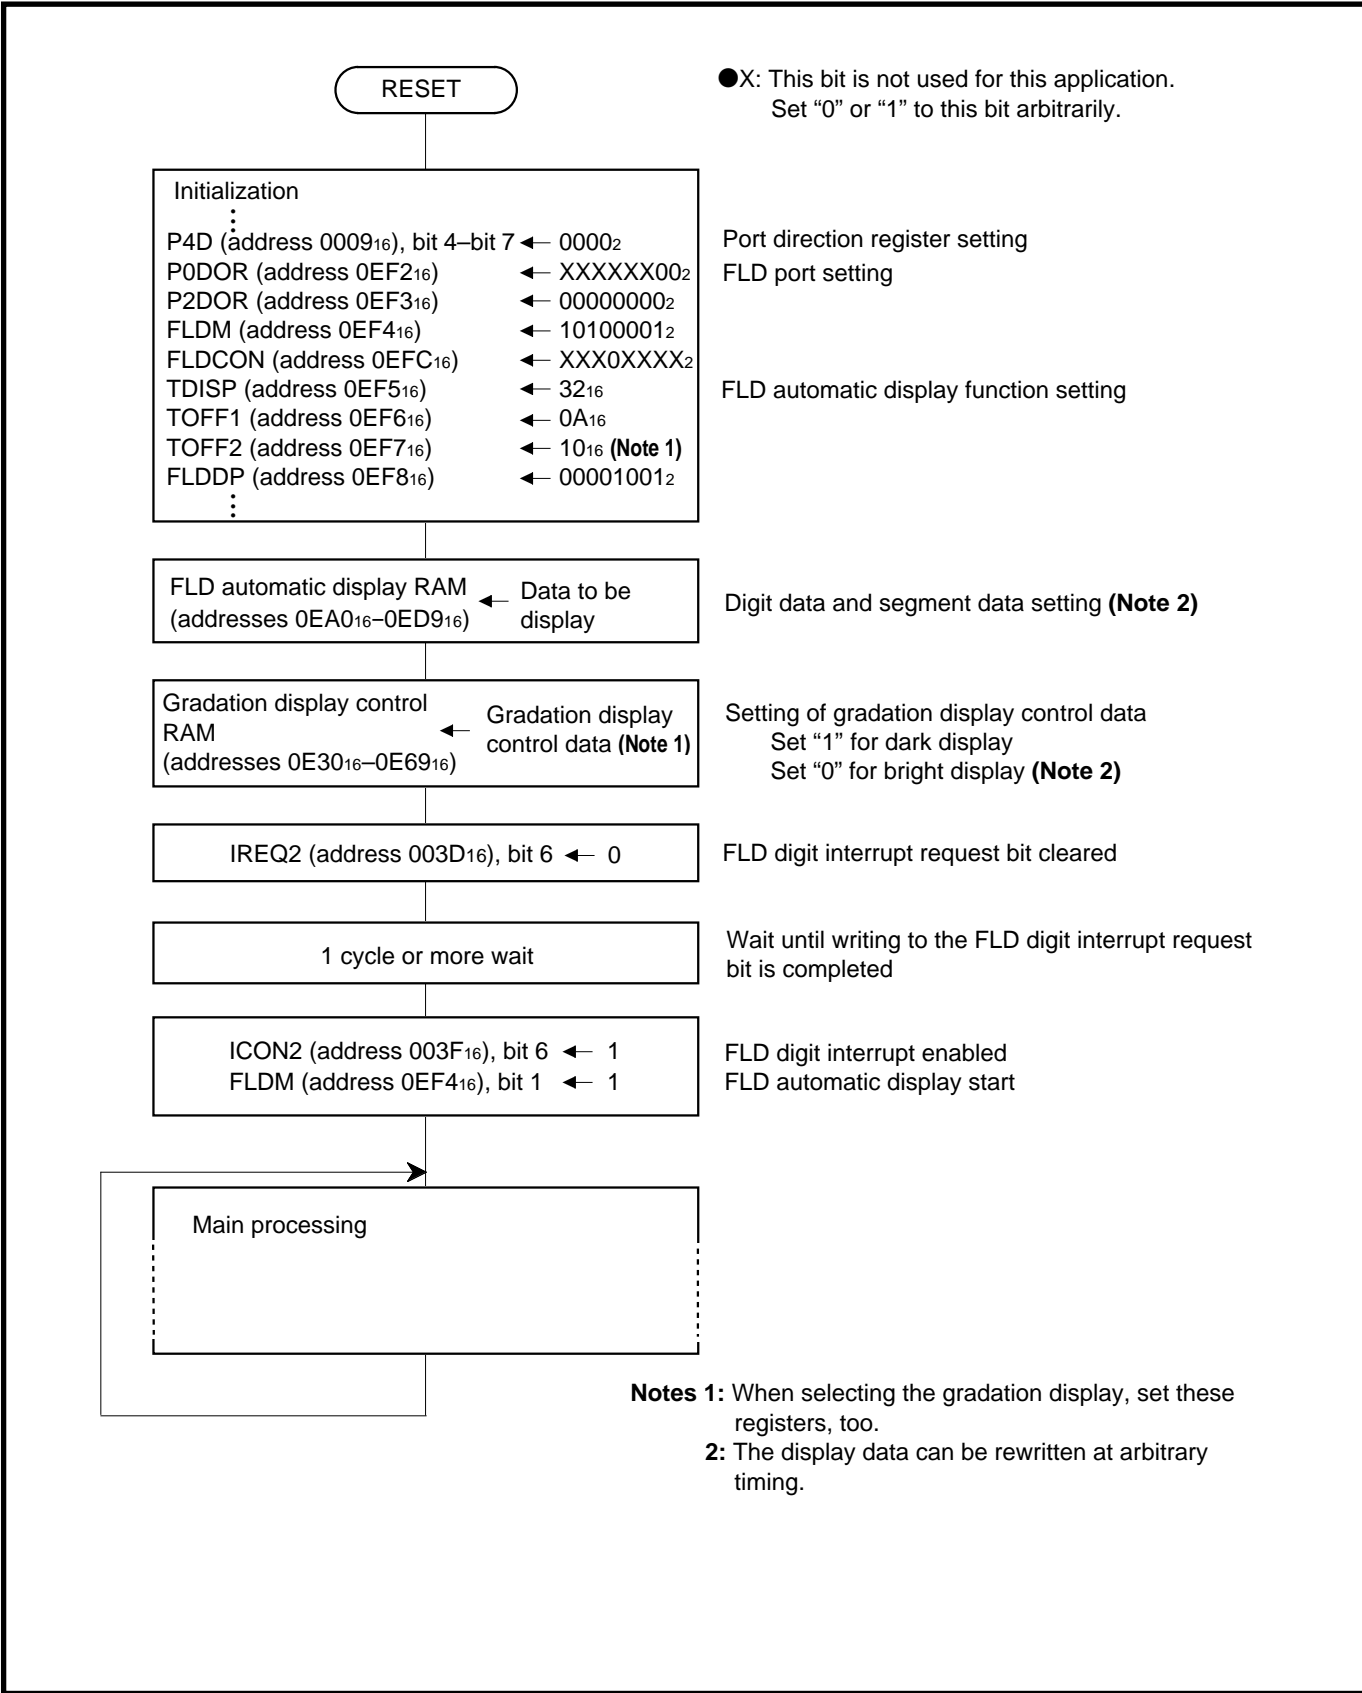 RESET
●X: This bit is not used for this application.
Set “0” or “1” to this bit arbitrarily.
Initialization
P4D (address 000916), bit 4–bit 7 ← 00002
Port direction register setting
P0DOR (address 0EF216) ← XXXXXX002
FLD port setting
P2DOR (address 0EF316) ← 000000002
FLDM (address 0EF416) ← 101000012
FLDCON (address 0EFC16) ← XXX0XXXX2
TDISP (address 0EF516) ← 3216
FLD automatic display function setting
TOFF1 (address 0EF616) ← 0A16
TOFF2 (address 0EF716) ← 1016 (Note 1)
FLDDP (address 0EF816) ← 000010012
FLD automatic display RAM
(addresses 0EA016–0ED916)
← Data to be
display
Digit data and segment data setting (Note 2)
Gradation display control
RAM
(addresses 0E3016–0E6916)
← Gradation display
control data (Note 1)
Setting of gradation display control data
Set “1” for dark display
Set “0” for bright display (Note 2)
IREQ2 (address 003D16), bit 6 ← 0
FLD digit interrupt request bit cleared
1 cycle or more wait
Wait until writing to the FLD digit interrupt request
bit is completed
ICON2 (address 003F16), bit 6 ← 1
FLD digit interrupt enabled
FLDM (address 0EF416), bit 1 ← 1
FLD automatic display start
Main processing
Notes 1: When selecting the gradation display, set these
registers, too.
2: The display data can be rewritten at arbitrary
timing.